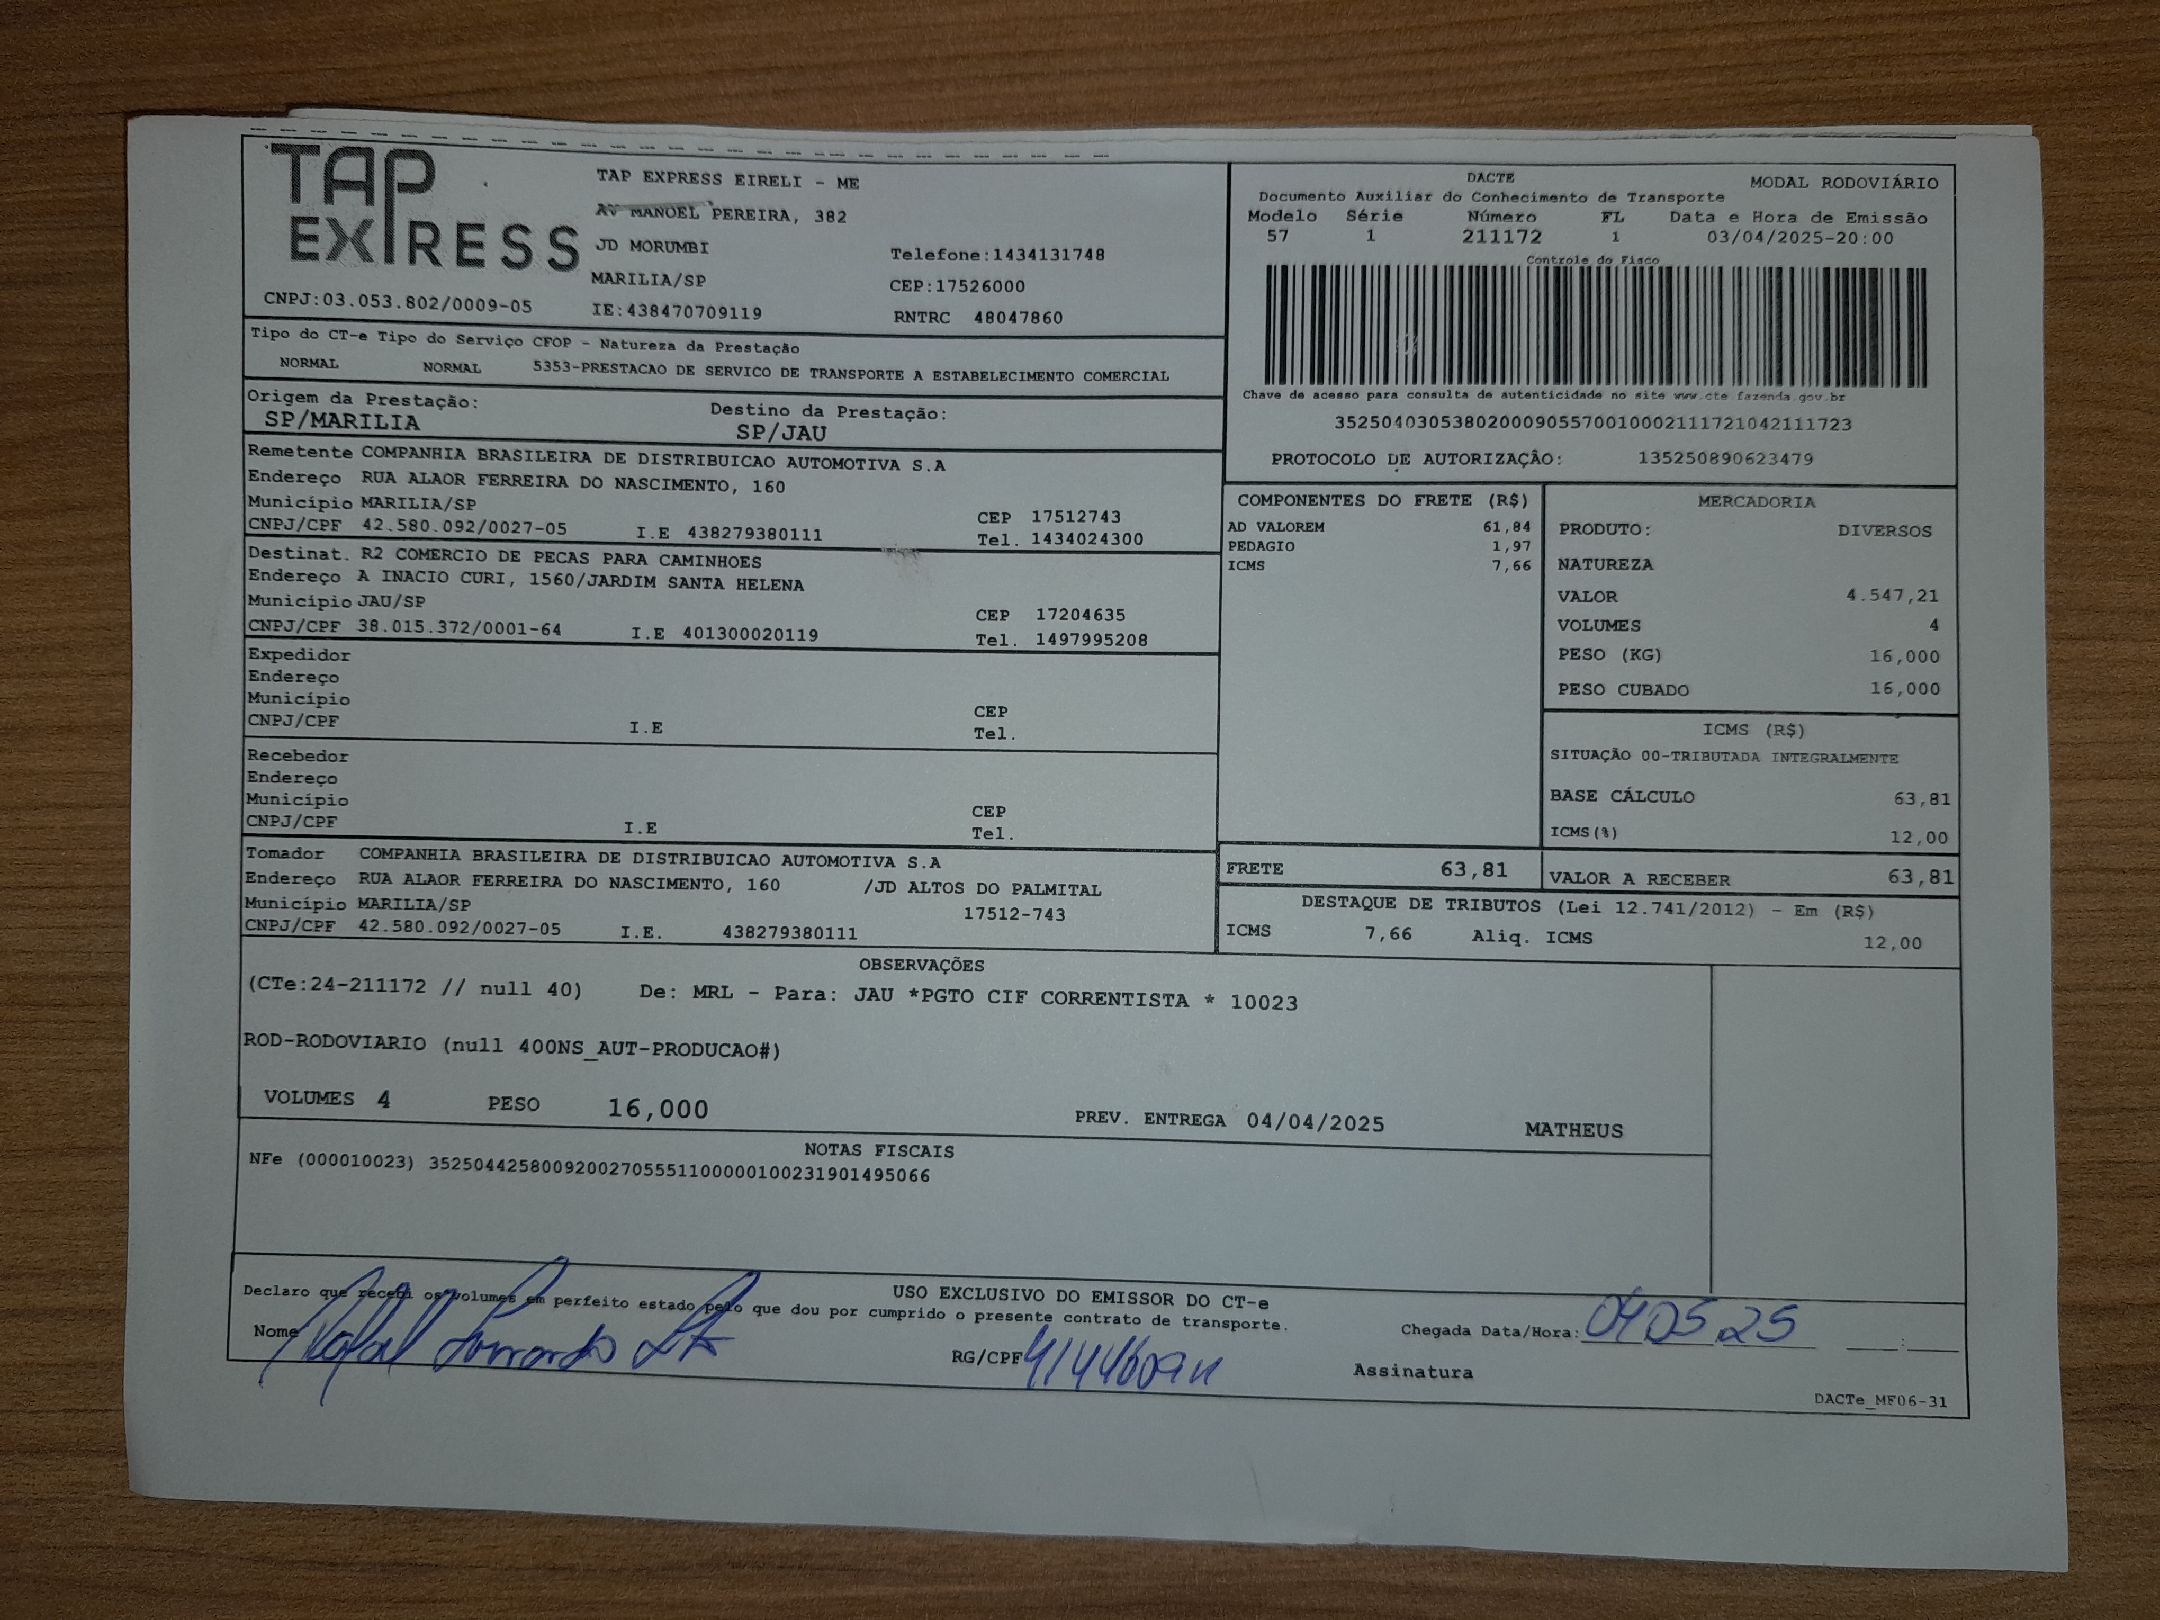 TAP
EXPRESS
CNPJ:03.053.802/0009-05
TAP EXPRESS EIRELI - ME
AV MANOEL PEREIRA, 382
JD MORUMBI
Telefone:1434131748
MARILIA/SP
CEP:17526000
IE:438470709119
RNTRC 48047860
DACTE
MODAL RODOVIÁRIO
Documento Auxiliar do Conhecimento de Transporte
Modelo Série Número FL Data e Hora de Emissão
57 1 211172 1 03/04/2025-20:00
Controle do Fisco
Chave de acesso para consulta de autenticidade no site www.cte.fazenda.gov.br
35250403053802000905570010002111721042111723
PROTOCOLO DE AUTORIZAÇÃO: 135250890623479
Tipo do CT-e Tipo do Serviço CFOP - Natureza da Prestação
NORMAL NORMAL 5353-PRESTACAO DE SERVICO DE TRANSPORTE A ESTABELECIMENTO COMERCIAL
Origem da Prestação: Destino da Prestação:
SP/MARILIA SP/JAU
Remetente COMPANHIA BRASILEIRA DE DISTRIBUICAO AUTOMOTIVA S.A
Endereço RUA ALAOR FERREIRA DO NASCIMENTO, 160
Município MARILIA/SP CEP 17512743
CNPJ/CPF 42.580.092/0027-05 I.E 438279380111 Tel. 1434024300
Destinat. R2 COMERCIO DE PECAS PARA CAMINHOES
Endereço A INACIO CURI, 1560/JARDIM SANTA HELENA
Município JAU/SP CEP 17204635
CNPJ/CPF 38.015.372/0001-64 I.E 401300020119 Tel. 1497995208
Expedidor
Endereço
Município CEP
CNPJ/CPF I.E Tel.
Recebedor
Endereço
Município CEP
CNPJ/CPF I.E Tel.
Tomador COMPANHIA BRASILEIRA DE DISTRIBUICAO AUTOMOTIVA S.A
Endereço RUA ALAOR FERREIRA DO NASCIMENTO, 160 /JD ALTOS DO PALMITAL
Município MARILIA/SP 17512-743
CNPJ/CPF 42.580.092/0027-05 I.E. 438279380111
COMPONENTES DO FRETE (R$)
AD VALOREM 61,84
PEDAGIO 1,97
ICMS 7,66
MERCADORIA
PRODUTO: DIVERSOS
NATUREZA
VALOR 4.547,21
VOLUMES 4
PESO (KG) 16,000
PESO CUBADO 16,000
ICMS (R$)
SITUAÇÃO 00-TRIBUTADA INTEGRALMENTE
BASE CÁLCULO 63,81
ICMS(%) 12,00
FRETE 63,81
VALOR A RECEBER 63,81
DESTAQUE DE TRIBUTOS (Lei 12.741/2012) - Em (R$)
ICMS 7,66 Aliq. ICMS 12,00
OBSERVAÇÕES
(CTe:24-211172 // null 40) De: MRL - Para: JAU *PGTO CIF CORRENTISTA * 10023
ROD-RODOVIARIO (null 400NS_AUT-PRODUCAO#)
VOLUMES 4 PESO 16,000 PREV. ENTREGA 04/04/2025 MATHEUS
NOTAS FISCAIS
NFe (000010023) 35250442580092002705551100000100231901495066
USO EXCLUSIVO DO EMISSOR DO CT-e
Declaro que recebi os volumes em perfeito estado pelo que dou por cumprido o presente contrato de transporte.
Nome Rafael
RG/CPF
Chegada Data/Hora: 04 05 25 __:__
Assinatura
DACTe_MF06-31